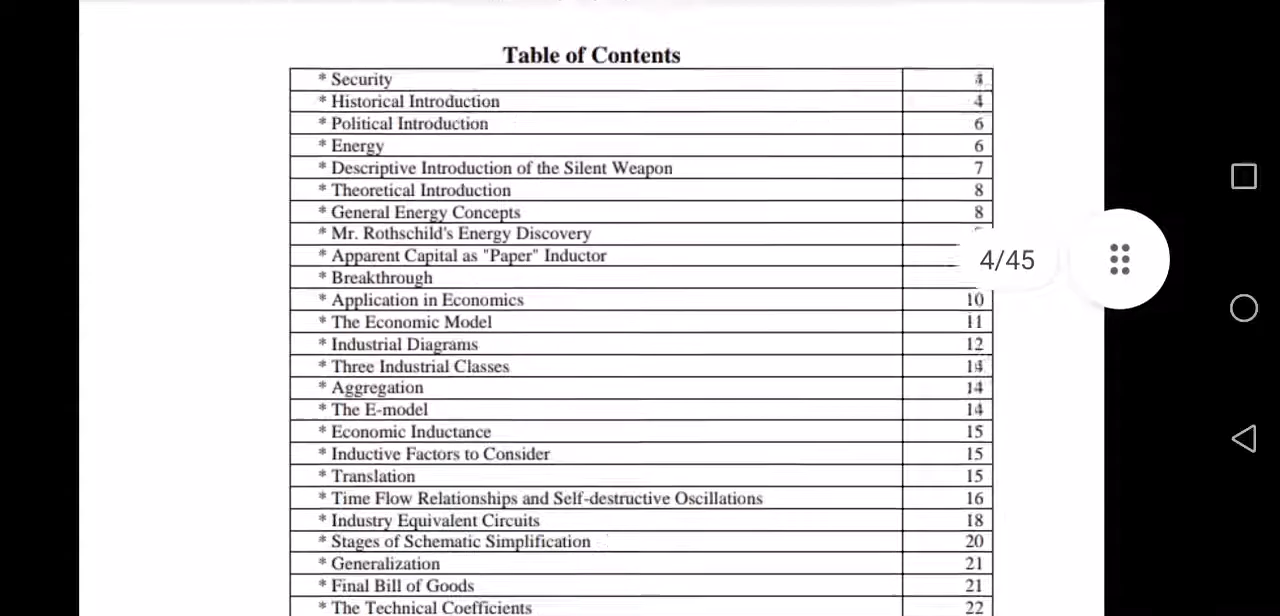 Table of Contents
* Security 4
* Historical Introduction 4
* Political Introduction 6
* Energy 6
* Descriptive Introduction of the Silent Weapon 7
* Theoretical Introduction 8
* General Energy Concepts 8
* Mr. Rothschild's Energy Discovery
* Apparent Capital as "Paper" Inductor
4/45
* Breakthrough
* Application in Economics 10
* The Economic Model 11
* Industrial Diagrams 12
* Three Industrial Classes 14
* Aggregation 14
* The E-model 14
* Economic Inductance 15
* Inductive Factors to Consider 15
* Translation 15
* Time Flow Relationships and Self-destructive Oscillations 16
* Industry Equivalent Circuits 18
* Stages of Schematic Simplification 20
* Generalization 21
* Final Bill of Goods 21
* The Technical Coefficients 22